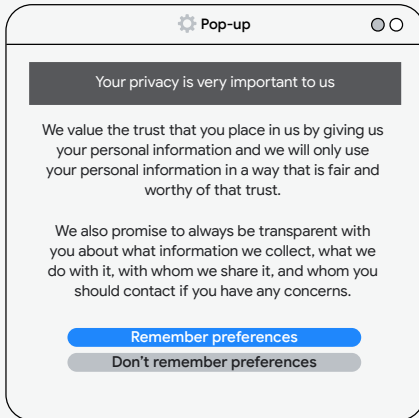 Pop-up
Your privacy is very important to us
We value the trust that you place in us by giving us
your personal information and we will only use
your personal information in a way that is fair and
worthy of that trust.
We also promise to always be transparent with
you about what information we collect, what we
do with it, with whom we share it, and whom you
should contact if you have any concerns.
Remember preferences
Don't remember preferences